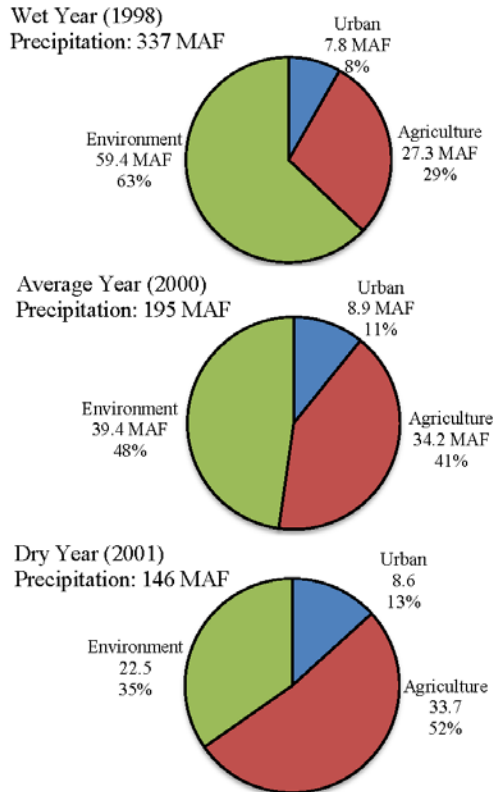 Wet Year (1998)
Precipitation: 337 MAF
Urban
7.8 MAF
8%
Environment
59.4 MAF
63%
Agriculture
27.3 MAF
29%
Average Year (2000)
Precipitation: 195 MAF
Urban
8.9 MAF
11%
Environment
39.4 MAF
48%
Agriculture
34.2 MAF
41%
Dry Year (2001)
Precipitation: 146 MAF
Urban
8.6
13%
Environment
22.5
35%
Agriculture
33.7
52%